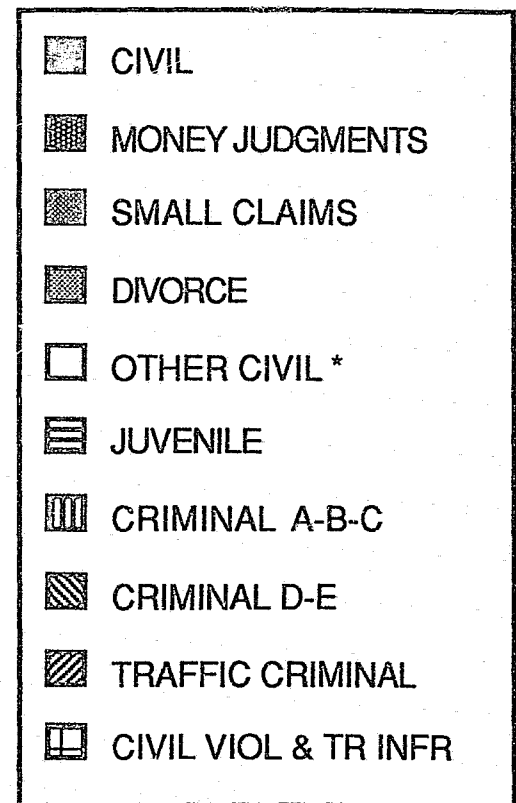 CIVIL
MONEY JUDGMENTS
SMALL CLAIMS
DIVORCE
OTHER CIVIL *
JUVENILE
CRIMINAL A-B-C
CRIMINAL D-E
TRAFFIC CRIMINAL
CIVIL VIOL & TR INFR